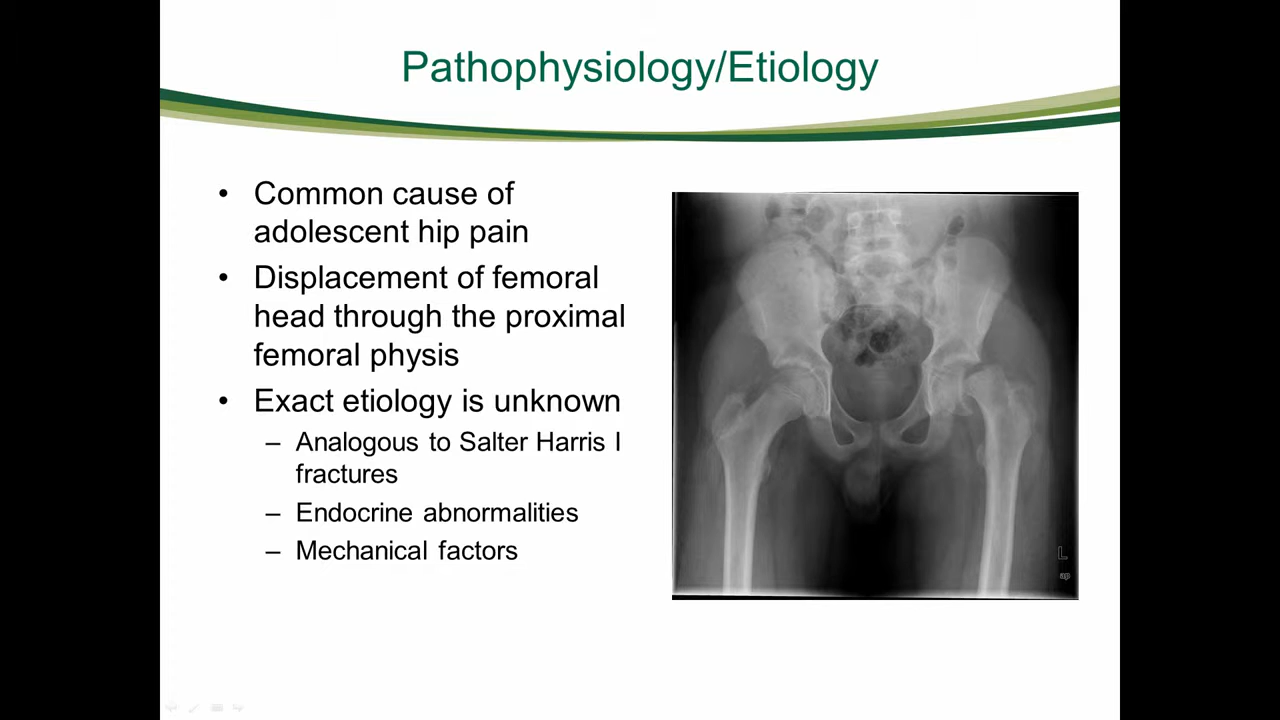 Pathophysiology/Etiology
• Common cause of
adolescent hip pain
• Displacement of femoral
head through the proximal
femoral physis
• Exact etiology is unknown
– Analogous to Salter Harris I
fractures
– Endocrine abnormalities
– Mechanical factors
L
ap